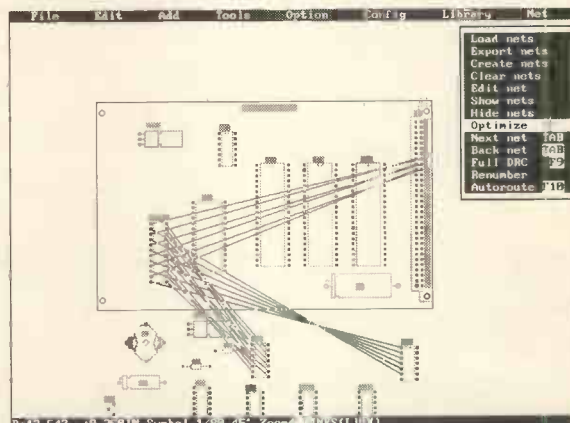 File Edit Add Tools Option Config Library Net
Load nets
Export nets
Create nets
Clear nets
Edit net
Show nets
Hide nets
Optimize
Next net TAB
Back net TAB
Full DRC F9
Renumber
Autoroute F10
Symbol